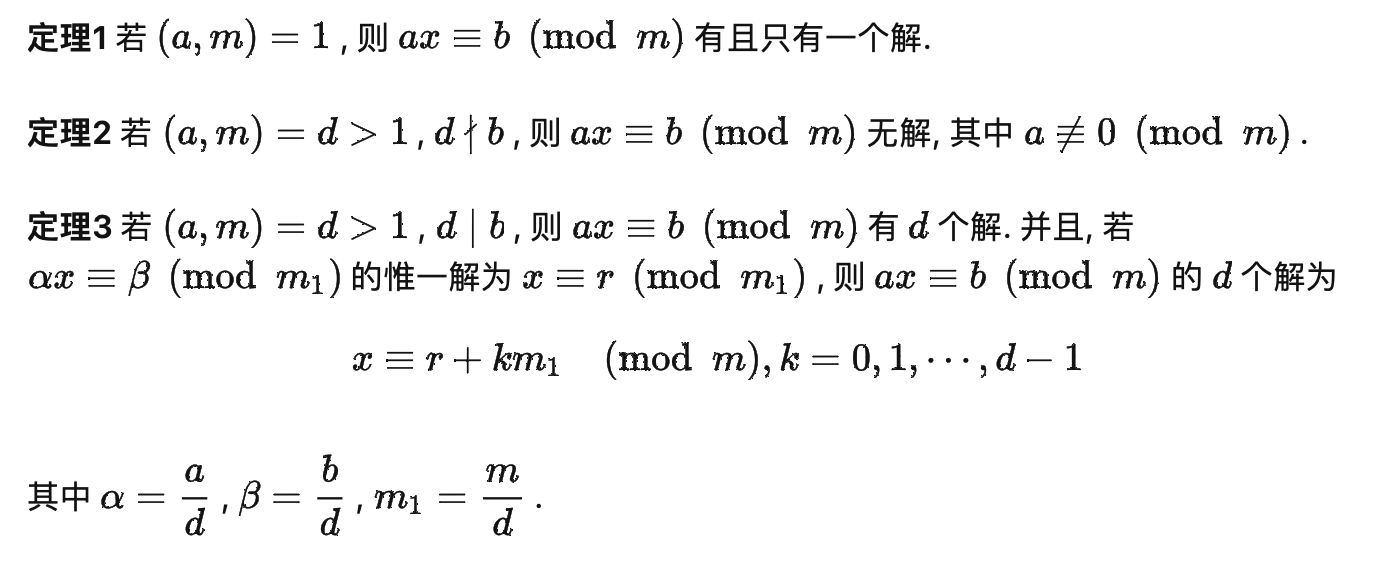 定理1 若 (a, m) = 1 , 则 ax ≡ b (mod m) 有且只有一个解.
定理2 若 (a, m) = d > 1 , d ∤ b , 则 ax ≡ b (mod m) 无解, 其中 a ≢ 0 (mod m) .
定理3 若 (a, m) = d > 1 , d | b , 则 ax ≡ b (mod m) 有 d 个解. 并且, 若
αx ≡ β (mod m₁) 的惟一解为 x ≡ r (mod m₁) , 则 ax ≡ b (mod m) 的 d 个解为
x ≡ r + km₁ (mod m), k = 0, 1, ⋯ , d − 1
其中 α = a/d , β = b/d , m₁ = m/d .